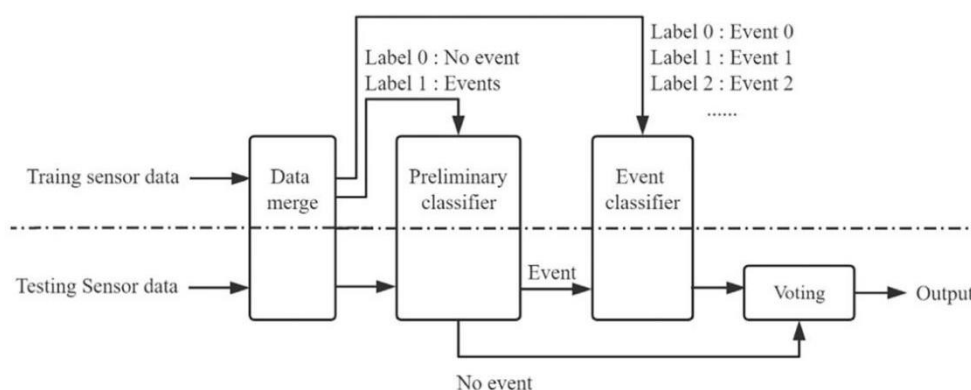 Label 0 : No event
Label 1 : Events
Label 0 : Event 0
Label 1 : Event 1
Label 2 : Event 2
......
Traing sensor data
Data
merge
Preliminary
classifier
Event
classifier
Testing Sensor data
Event
Voting
Output
No event